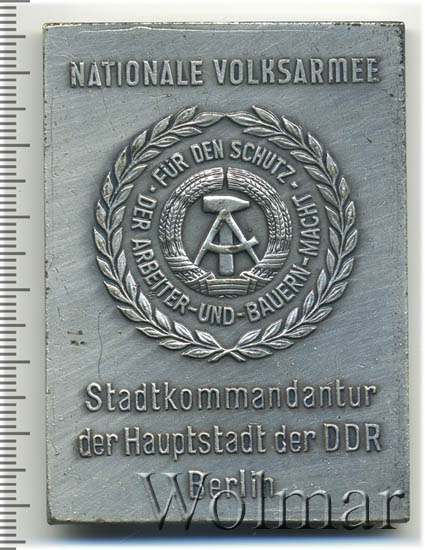 NATIONALE VOLKSARMEE
· FÜR DEN SCHUTZ ·
DER ARBEITER-UND-BAUERN-MACHT
Stadtkommandantur
der Hauptstadt der DDR
Berlin
Wolmar